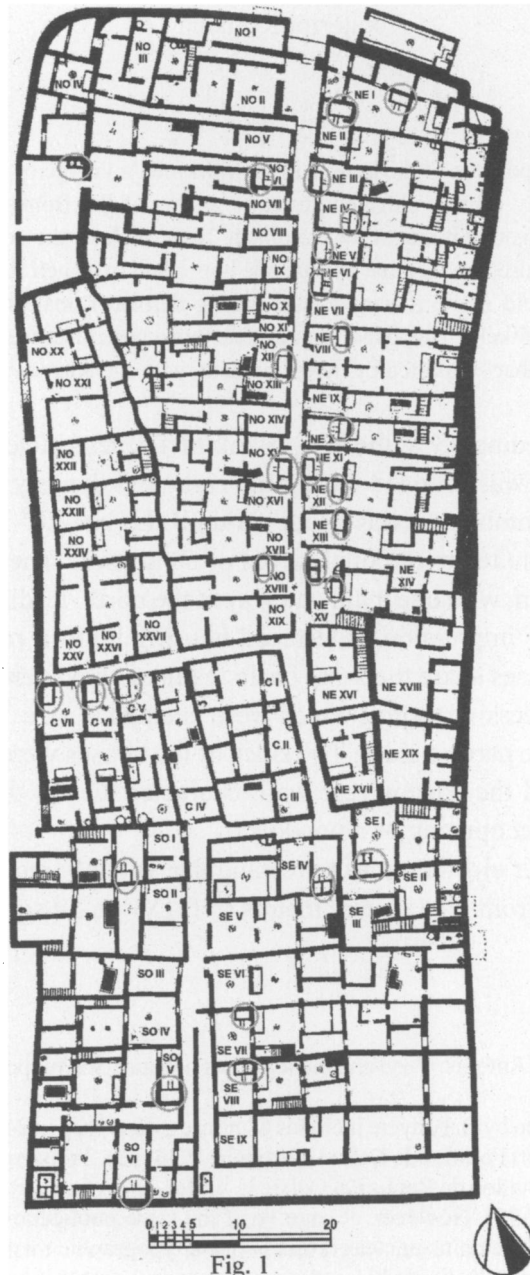 NO I
NO
III
NO IV
NO II
NO V
NO
VI
NO VII
NO VIII
NO
IX
NO X
NO XI
NO
XII
NO XIII
NO XIV
NO XV
NO XVI
NO
XVII
NO
XVIII
NO
XIX
NO XX
NO XXI
NO
XXII
NO
XXIII
NO
XXIV
NO
XXV
NO
XXVI
NO
XXVII
NE I
NE II
NE III
NE
IV
NE V
NE VI
NE VII
NE
VIII
NE IX
NE X
NE XI
NE
XII
NE
XIII
NE
XIV
NE
XV
NE XVI
NE XVIII
NE XIX
NE XVII
C I
C II
C III
C IV
C V
C VI
C VII
SO I
SO II
SO III
SO IV
SO
V
SO
VI
SE I
SE II
SE
III
SE IV
SE V
SE VI
SE VII
SE
VIII
SE IX
0 1 2 3 4 5 10 20
Fig. 1